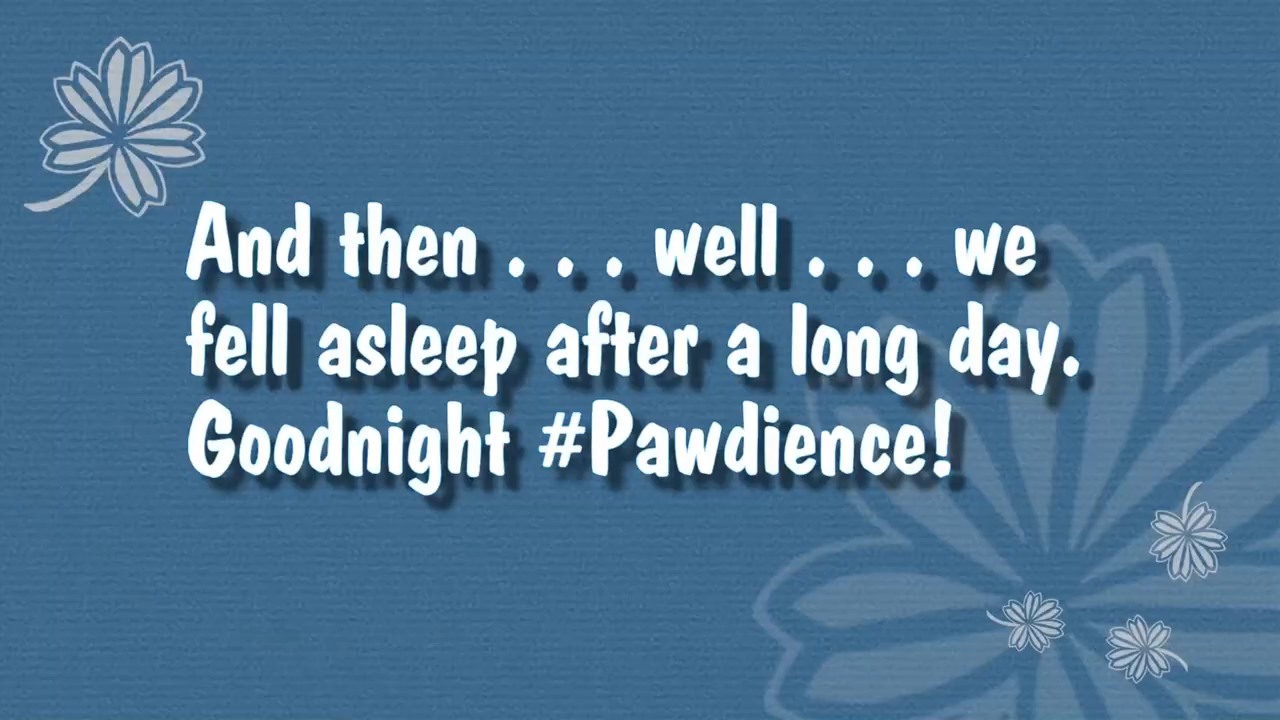 And then . . . well . . . we
fell asleep after a long day.
Goodnight #Pawdience!